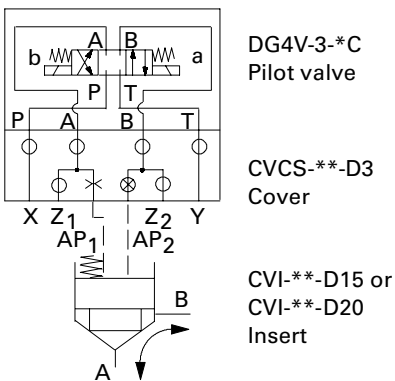 A B
b a
P T
DG4V-3-*C
Pilot valve
P A B T
CVCS-**-D3
Cover
X Z1 Z2 Y
AP1 AP2
CVI-**-D15 or
CVI-**-D20
Insert
B
A